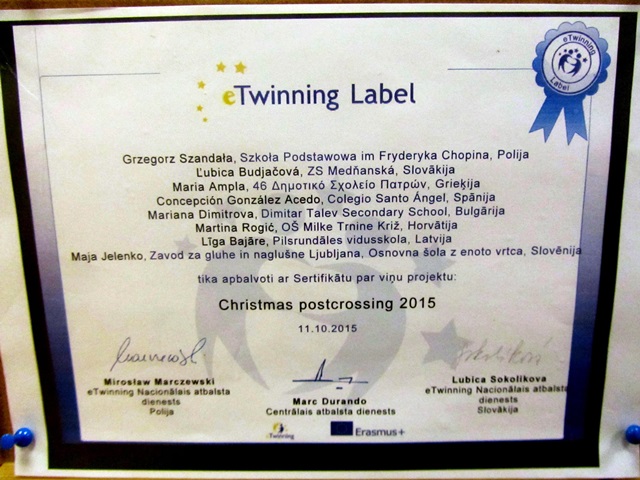 eTwinning Label
eTwinning
Label
Grzegorz Szandała, Szkoła Podstawowa im Fryderyka Chopina, Polija
Ľubica Budjačová, ZS Medňanská, Slovākija
Maria Ampla, 46 Δημοτικό Σχολείο Πατρών, Grieķija
Concepción González Acedo, Colegio Santo Ángel, Spānija
Mariana Dimitrova, Dimitar Talev Secondary School, Bulgārija
Martina Rogić, OŠ Milke Trnine Križ, Horvātija
Līga Bajāre, Pilsrundāles vidusskola, Latvija
Maja Jelenko, Zavod za gluhe in naglušne Ljubljana, Osnovna šola z enoto vrtca, Slovēnija
tika apbalvoti ar Sertifikātu par viņu projektu:
Christmas postcrossing 2015
11.10.2015
Mirosław Marczewski
eTwinning Nacionālais atbalsta
dienests
Polija
Marc Durando
Centrālais atbalsta dienests
Lubica Sokolikova
eTwinning Nacionālais atbalsta
dienests
Slovākija
eTwinning
Erasmus+